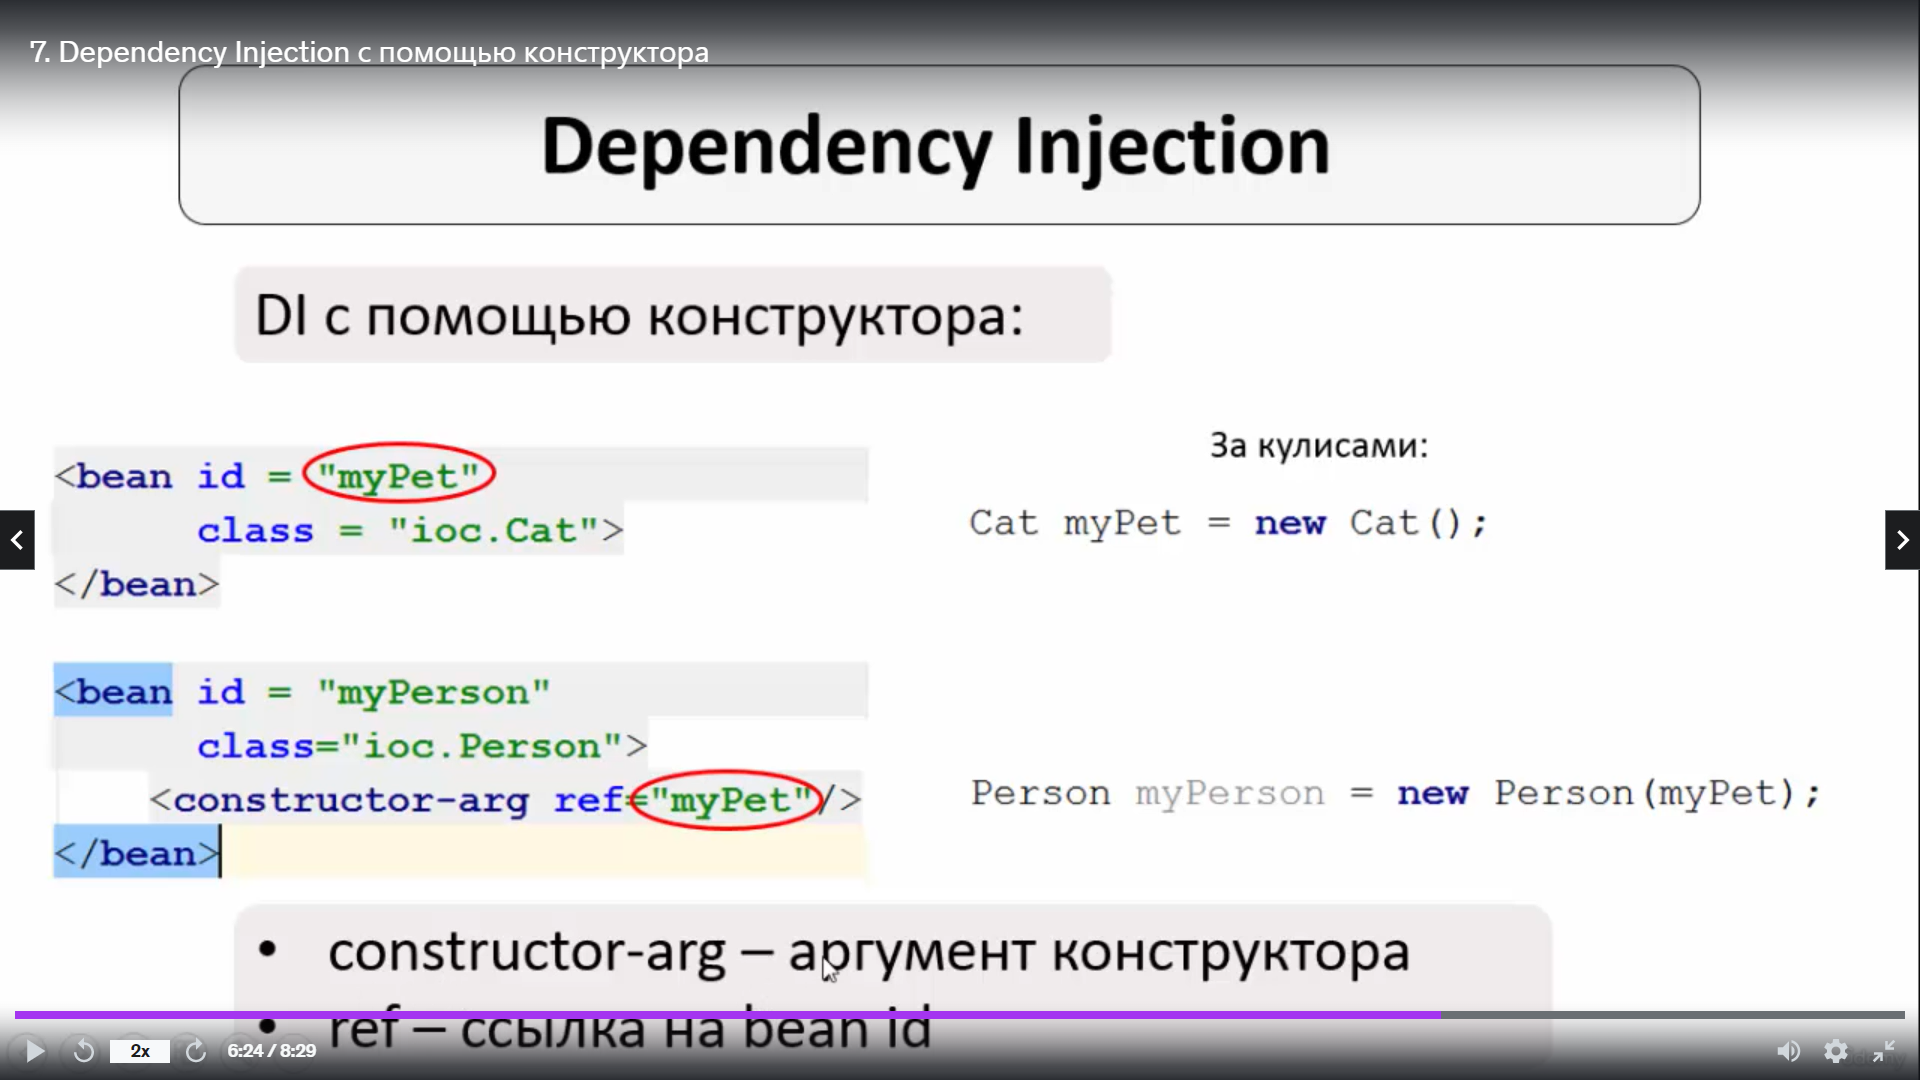 7. Dependency Injection с помощью конструктора
Dependency Injection
DI с помощью конструктора:
<bean id = "myPet"
class = "ioc.Cat">
</bean>
За кулисами:
Cat myPet = new Cat();
<bean id = "myPerson"
class="ioc.Person">
<constructor-arg ref="myPet"/>
</bean>
Person myPerson = new Person(myPet);
• constructor-arg – аргумент конструктора
• ref – ссылка на bean id
2x
6:24 / 8:29